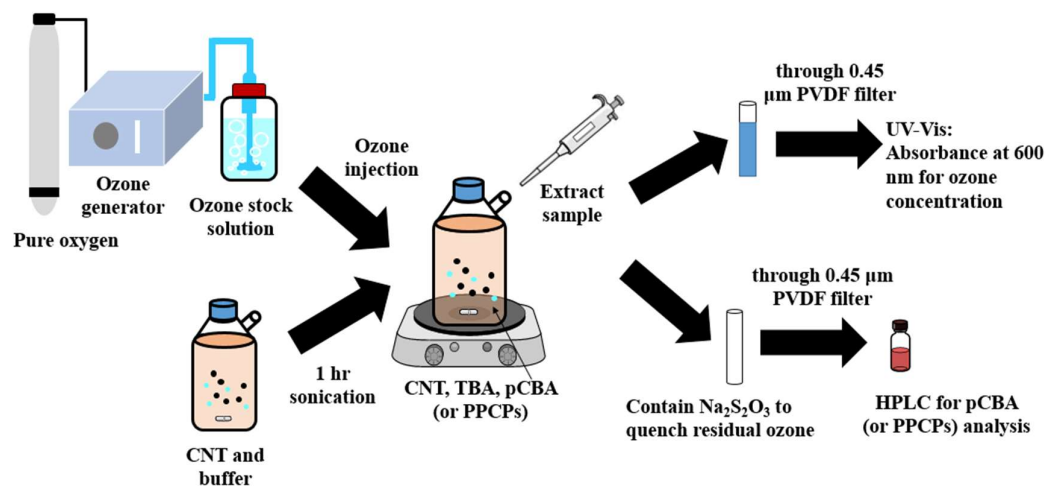 Pure oxygen
Ozone
generator
Ozone stock
solution
Ozone
injection
CNT and
buffer
1 hr
sonication
CNT, TBA, pCBA
(or PPCPs)
Extract
sample
through 0.45
μm PVDF filter
UV-Vis:
Absorbance at 600
nm for ozone
concentration
Contain Na₂S₂O₃ to
quench residual ozone
through 0.45 μm
PVDF filter
HPLC for pCBA
(or PPCPs) analysis